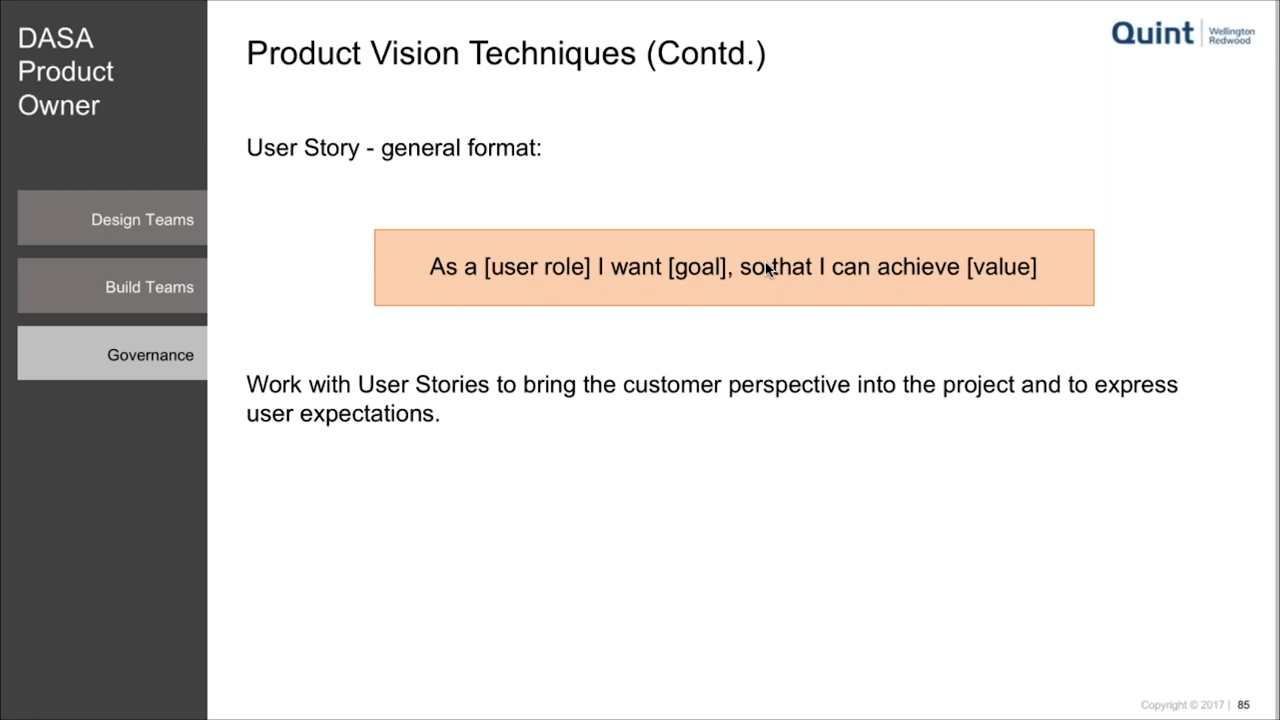 DASA
Product
Owner
Design Teams
Build Teams
Governance
Product Vision Techniques (Contd.)
Quint
Wellington
Redwood
User Story - general format:
As a [user role] I want [goal], so that I can achieve [value]
Work with User Stories to bring the customer perspective into the project and to express
user expectations.
Copyright © 2017 | 85